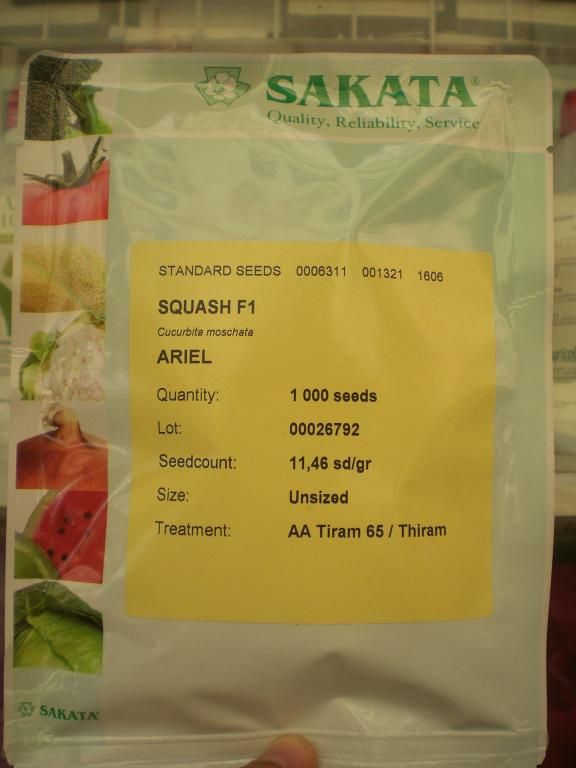 SAKATA®
Quality, Reliability, Service
STANDARD SEEDS 0006311 001321 1606
SQUASH F1
Cucurbita moschata
ARIEL
Quantity: 1 000 seeds
Lot: 00026792
Seedcount: 11,46 sd/gr
Size: Unsized
Treatment: AA Tiram 65 / Thiram
SAKATA